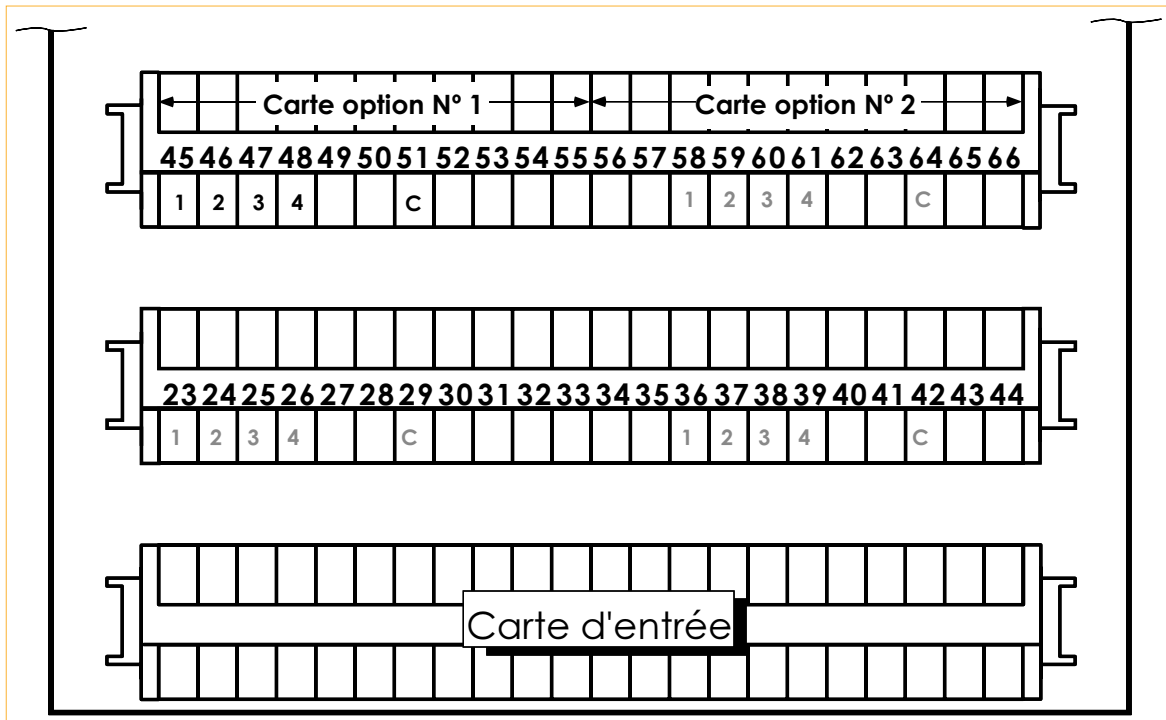 Carte option Nº 1 Carte option Nº 2
45 46 47 48 49 50 51 52 53 54 55 56 57 58 59 60 61 62 63 64 65 66
1 2 3 4 C 1 2 3 4 C
23 24 25 26 27 28 29 30 31 32 33 34 35 36 37 38 39 40 41 42 43 44
1 2 3 4 C 1 2 3 4 C
Carte d'entrée